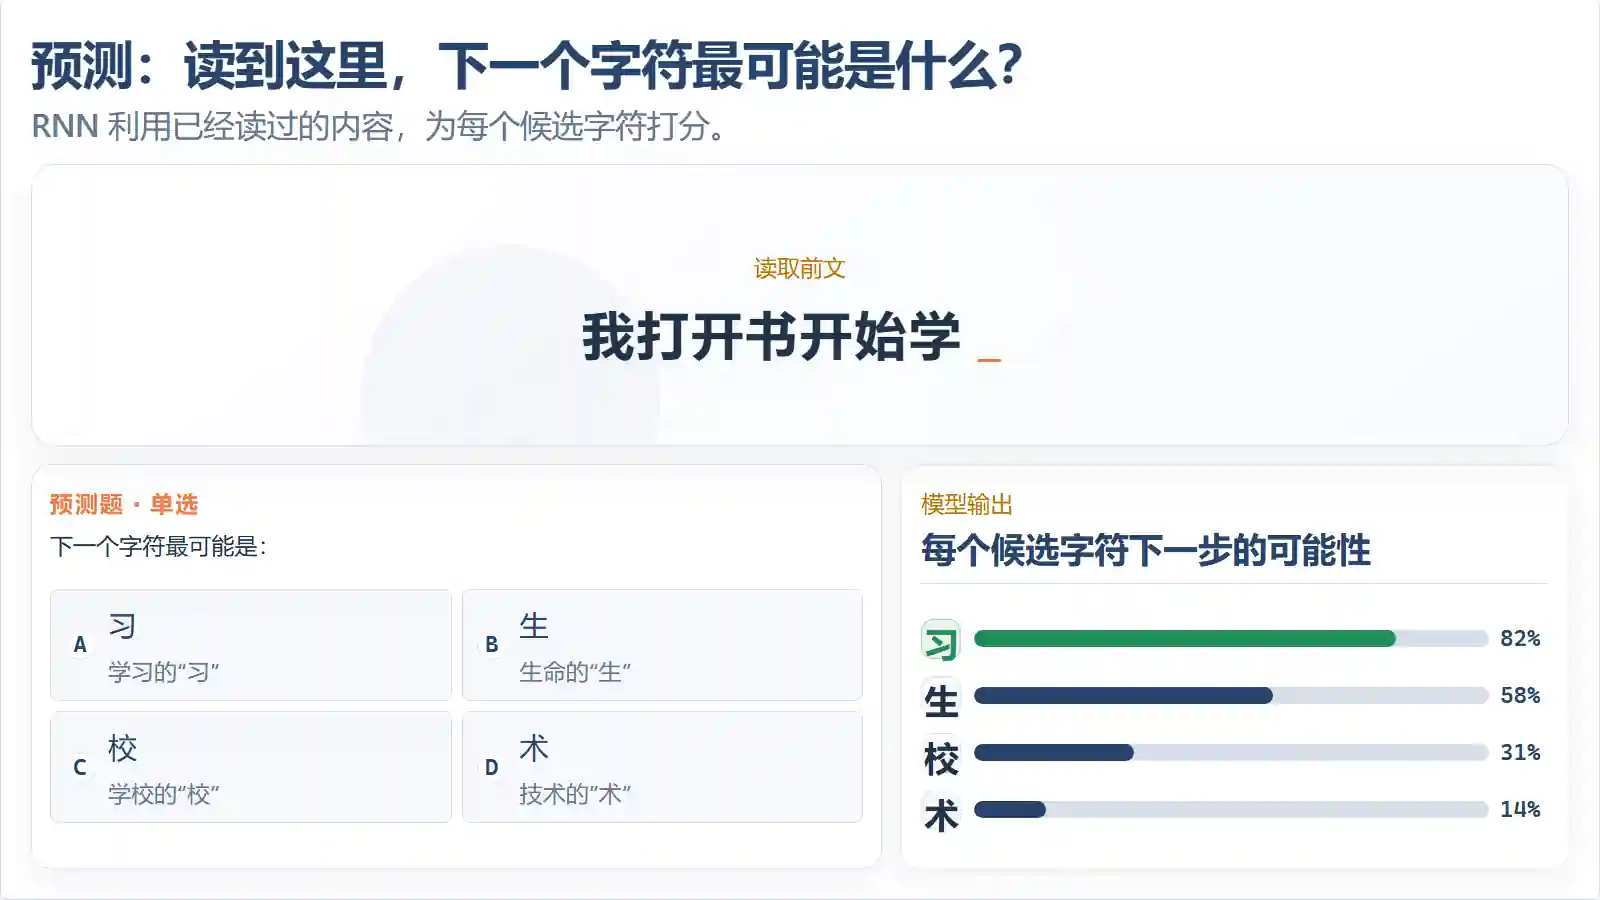 预测：读到这里，下一个字符最可能是什么？
RNN 利用已经读过的内容，为每个候选字符打分。
读取前文
我打开书开始学 _
预测题 · 单选
下一个字符最可能是：
A 习
学习的“习”
B 生
生命的“生”
C 校
学校的“校”
D 术
技术的“术”
模型输出
每个候选字符下一步的可能性
习 82%
生 58%
校 31%
术 14%